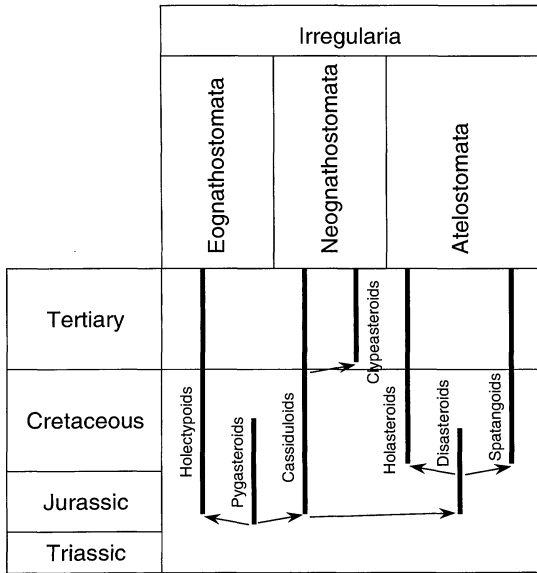 Irregularia
Eognathostomata
Neognathostomata
Atelostomata
Tertiary
Cretaceous
Jurassic
Triassic
Holectypoids
Pygasteroids
Cassiduloids
Clypeasteroids
Holasteroids
Disasteroids
Spatangoids